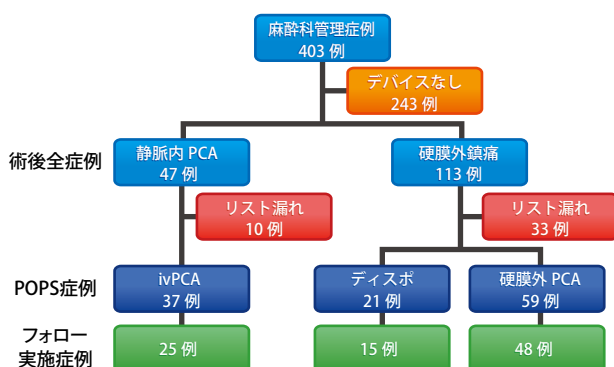 麻酔科管理症例
403 例
デバイスなし
243 例
術後全症例
静脈内 PCA
47 例
硬膜外鎮痛
113 例
リスト漏れ
10 例
リスト漏れ
33 例
POPS症例
ivPCA
37 例
ディスポ
21 例
硬膜外 PCA
59 例
フォロー
実施症例
25 例
15 例
48 例